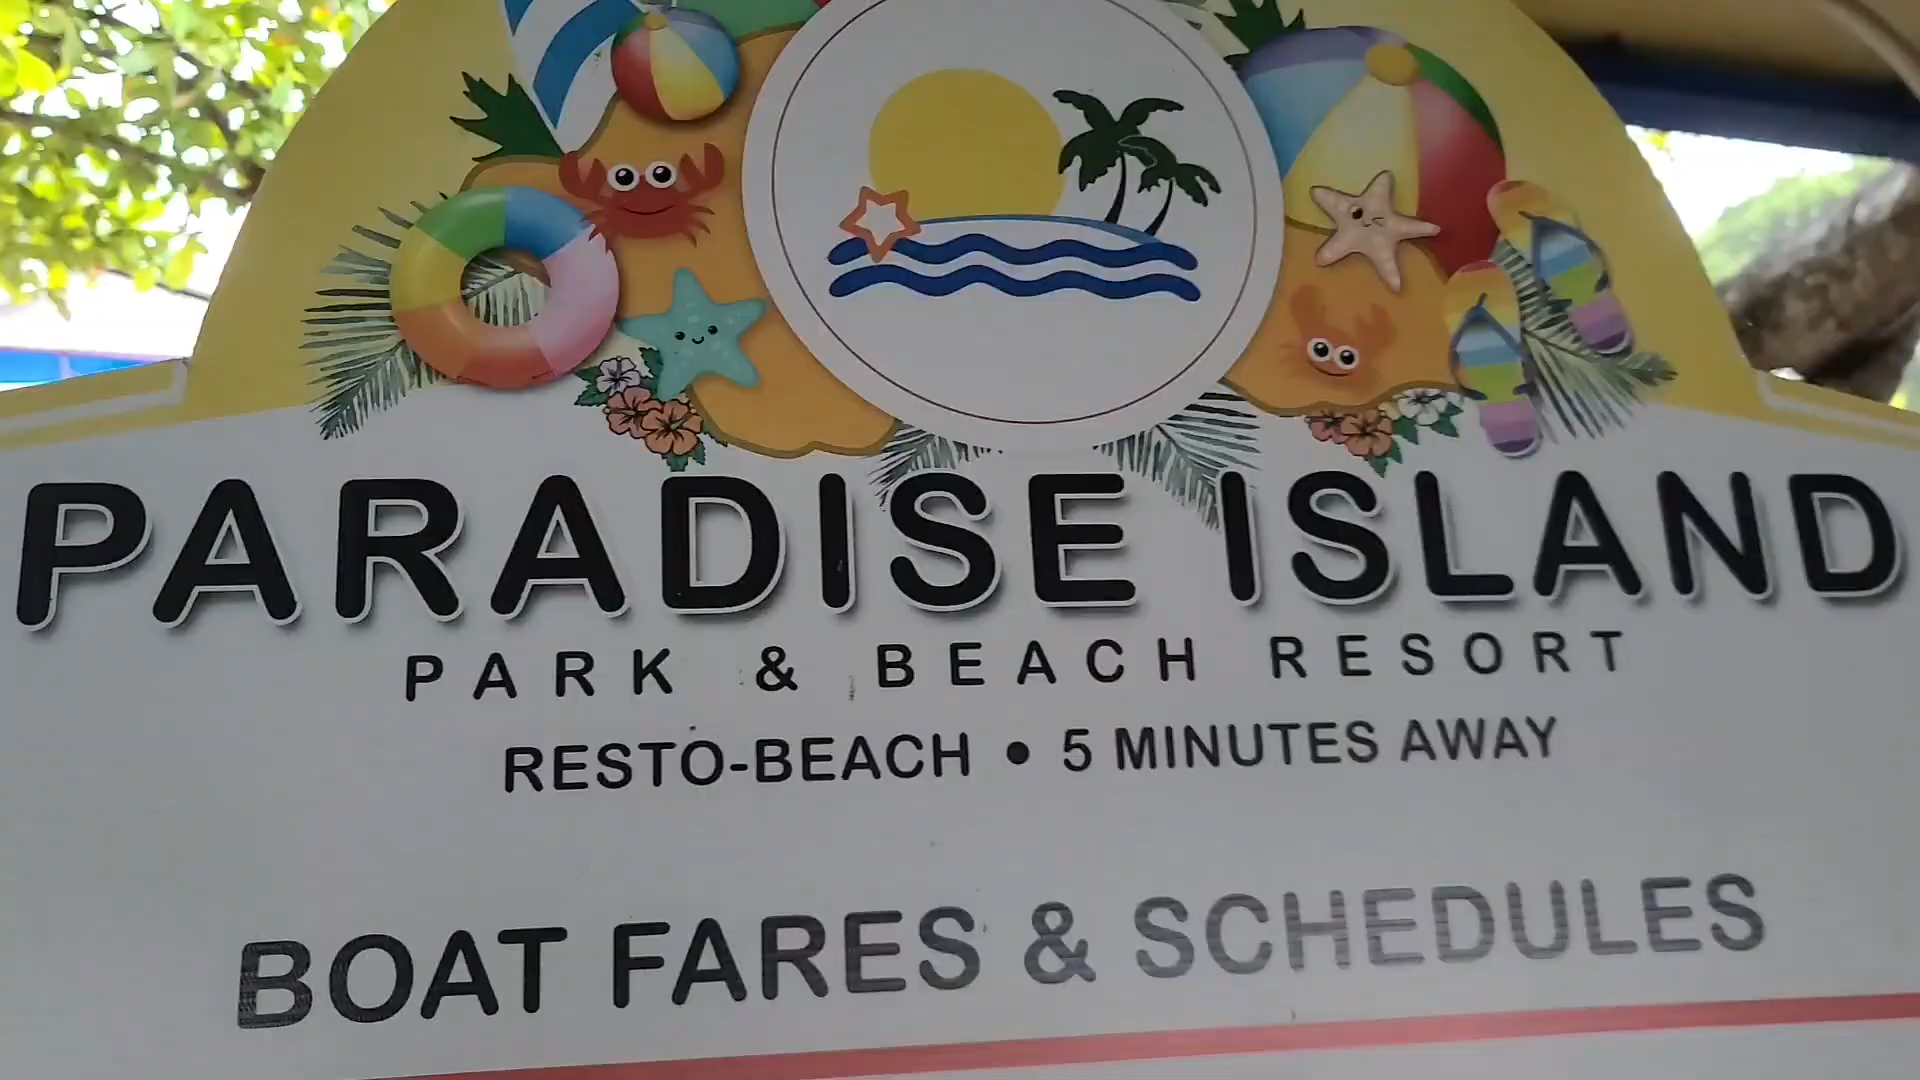 PARADISE ISLAND
PARK & BEACH RESORT
RESTO-BEACH • 5 MINUTES AWAY
BOAT FARES & SCHEDULES